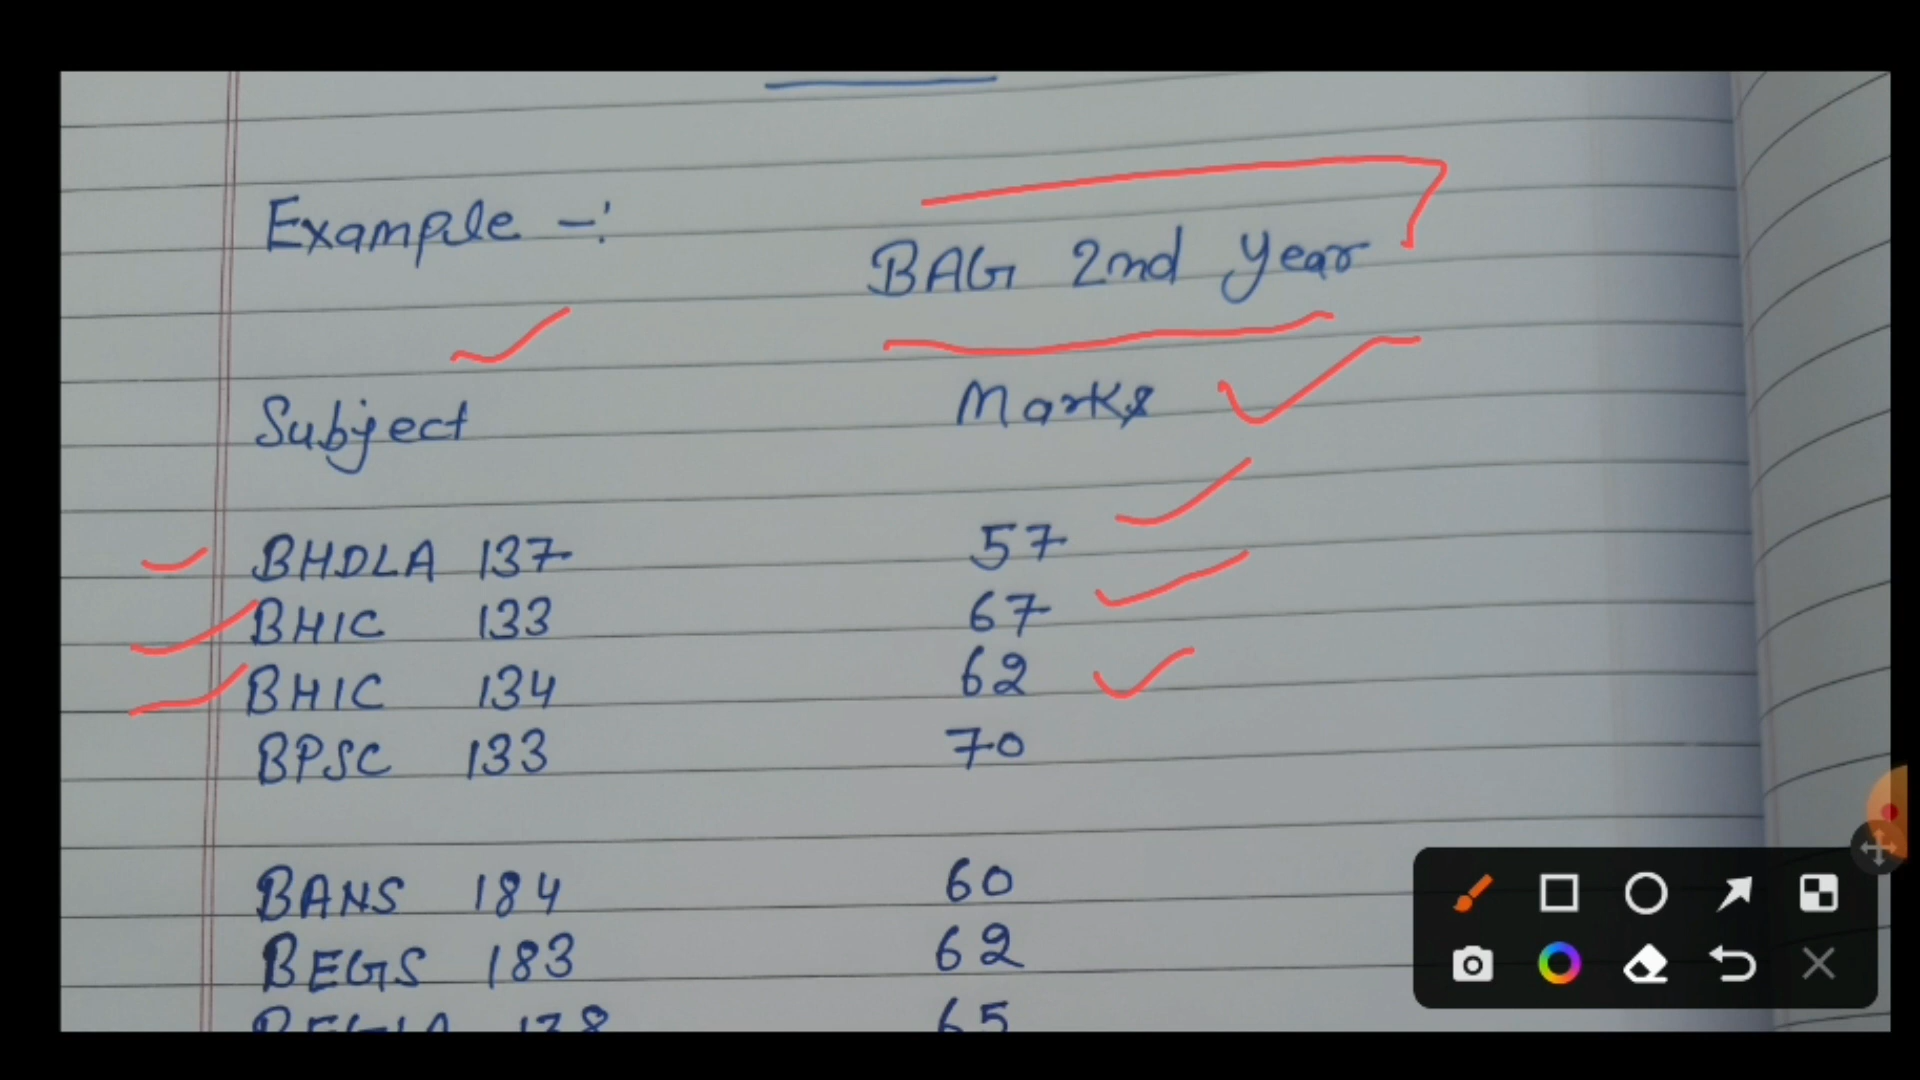 Example -:
BAG 2nd Year
Subject Marks
BHDLA 137 57
BHIC 133 67
BHIC 134 62
BPSC 133 70
BANS 184 60
BEGS 183 62
65